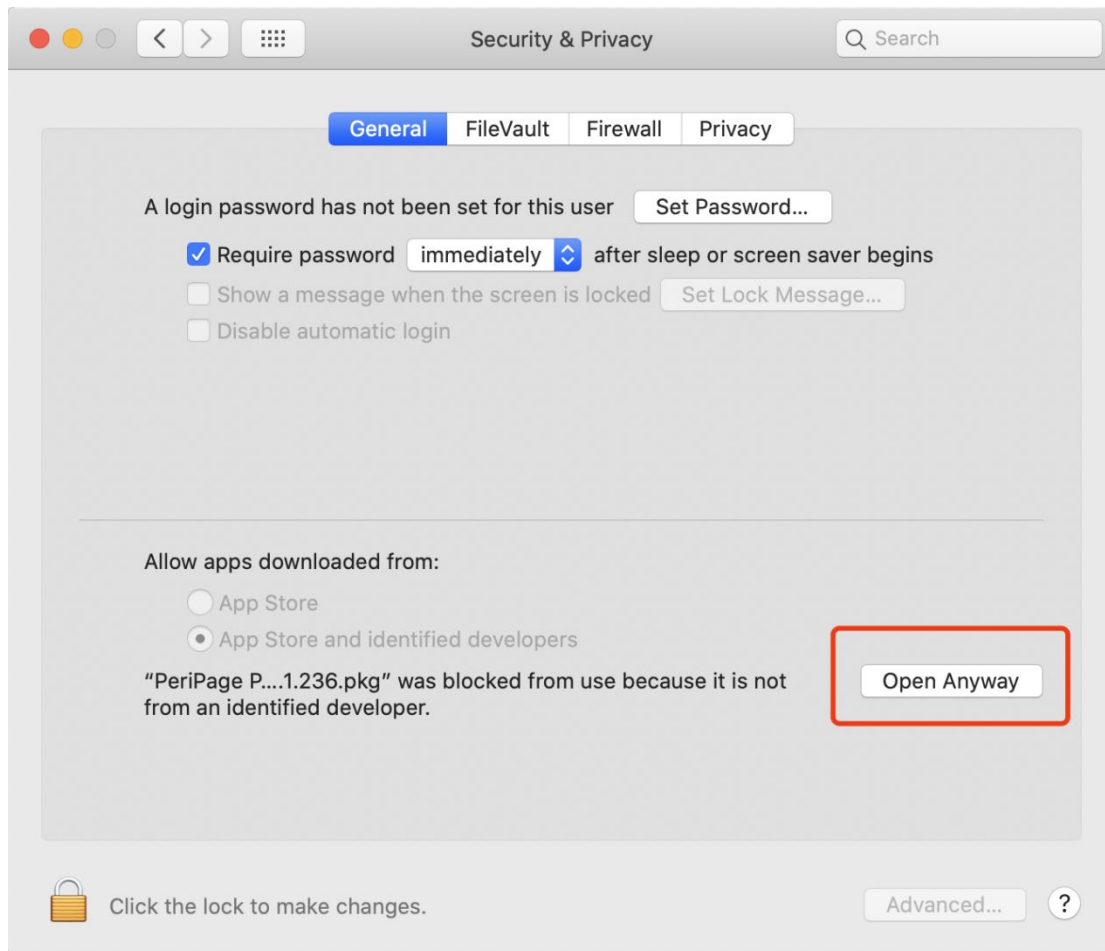 Security & Privacy
Search
General
FileVault
Firewall
Privacy
A login password has not been set for this user
Set Password...
Require password
immediately
after sleep or screen saver begins
Show a message when the screen is locked
Set Lock Message...
Disable automatic login
Allow apps downloaded from:
App Store
App Store and identified developers
“PeriPage P....1.236.pkg” was blocked from use because it is not
from an identified developer.
Open Anyway
Click the lock to make changes.
Advanced...
?